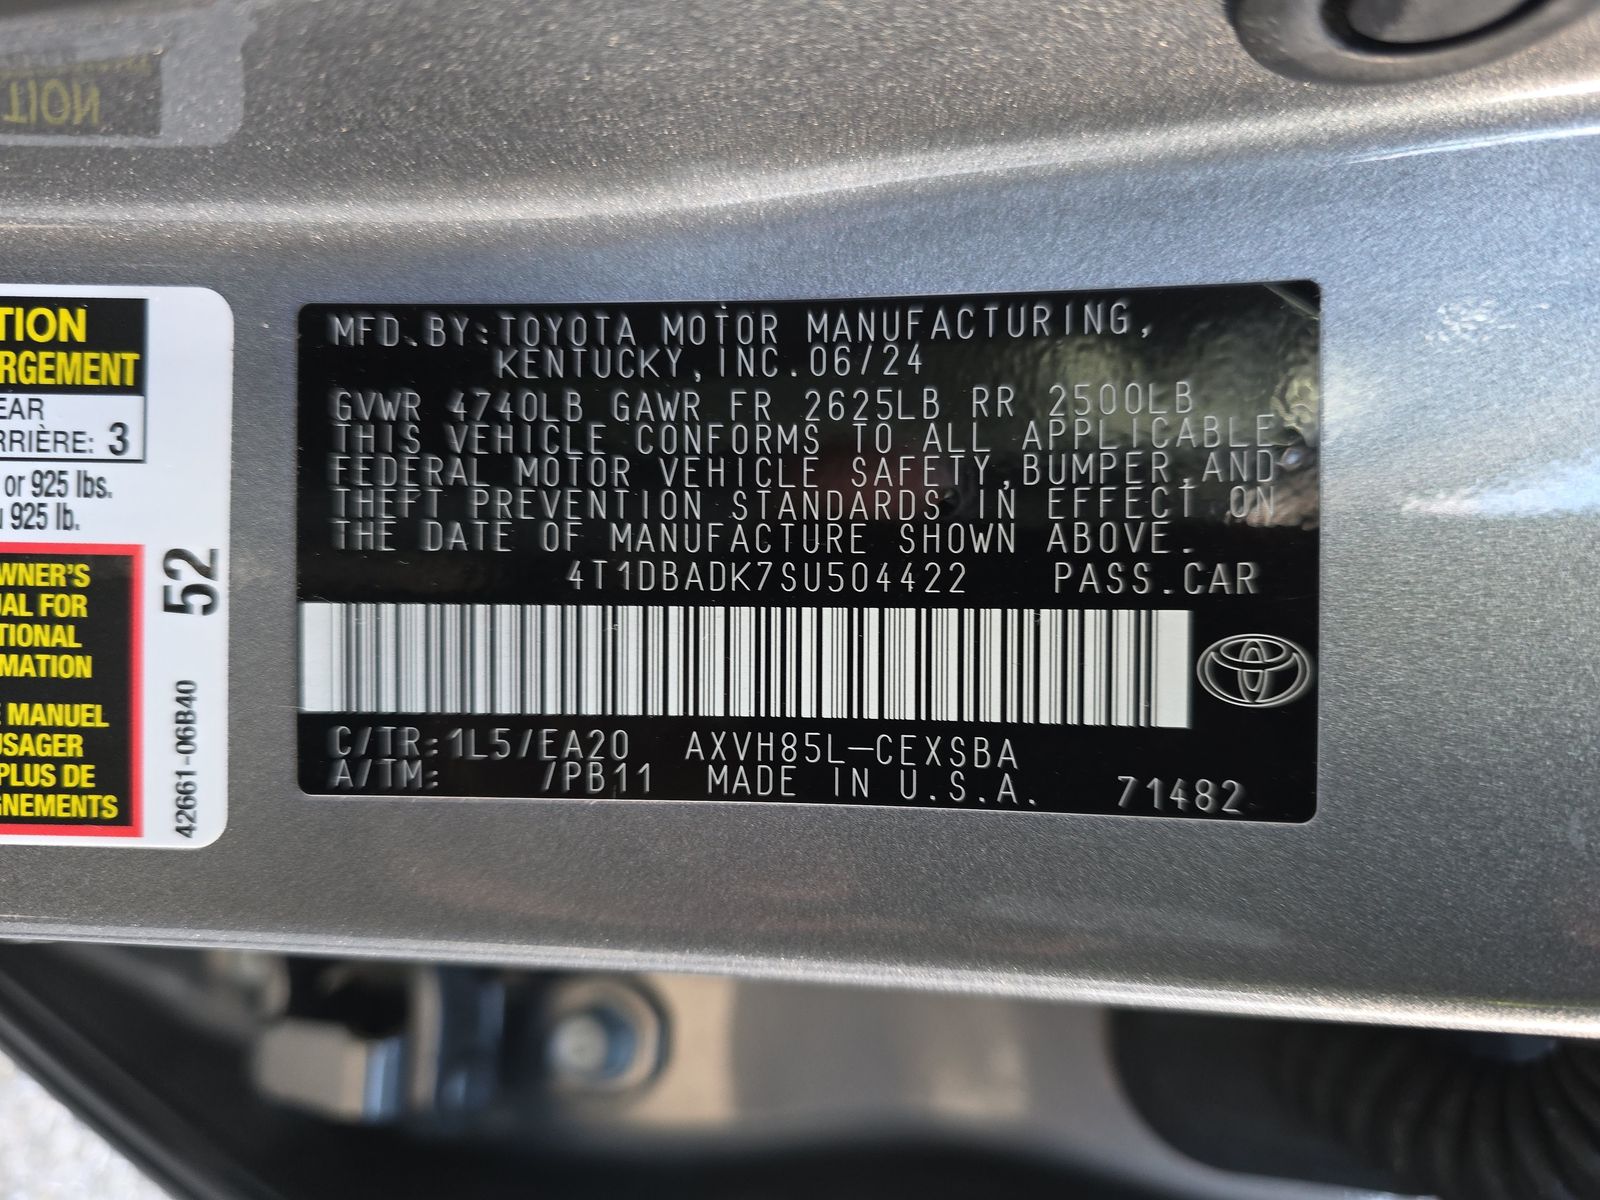 TION
TION
RGEMENT
EAR
RRIÈRE: 3
or 925 lbs.
925 lb.
WNER'S
UAL FOR
TIONAL
RMATION
E MANUEL
USAGER
PLUS DE
GNEMENTS
52
42661-06B40
MFD.BY:TOYOTA MOTOR MANUFACTURING,
KENTUCKY,INC.06/24
GVWR 4740LB GAWR FR 2625LB RR 2500LB
THIS VEHICLE CONFORMS TO ALL APPLICABLE
FEDERAL MOTOR VEHICLE SAFETY,BUMPER,AND
THEFT PREVENTION STANDARDS IN EFFECT ON
THE DATE OF MANUFACTURE SHOWN ABOVE.
4T1DBADK7SU504422 PASS.CAR
C/TR:1L5/EA20 AXVH85L-CEXSBA
A/TM: /PB11 MADE IN U.S.A. 71482